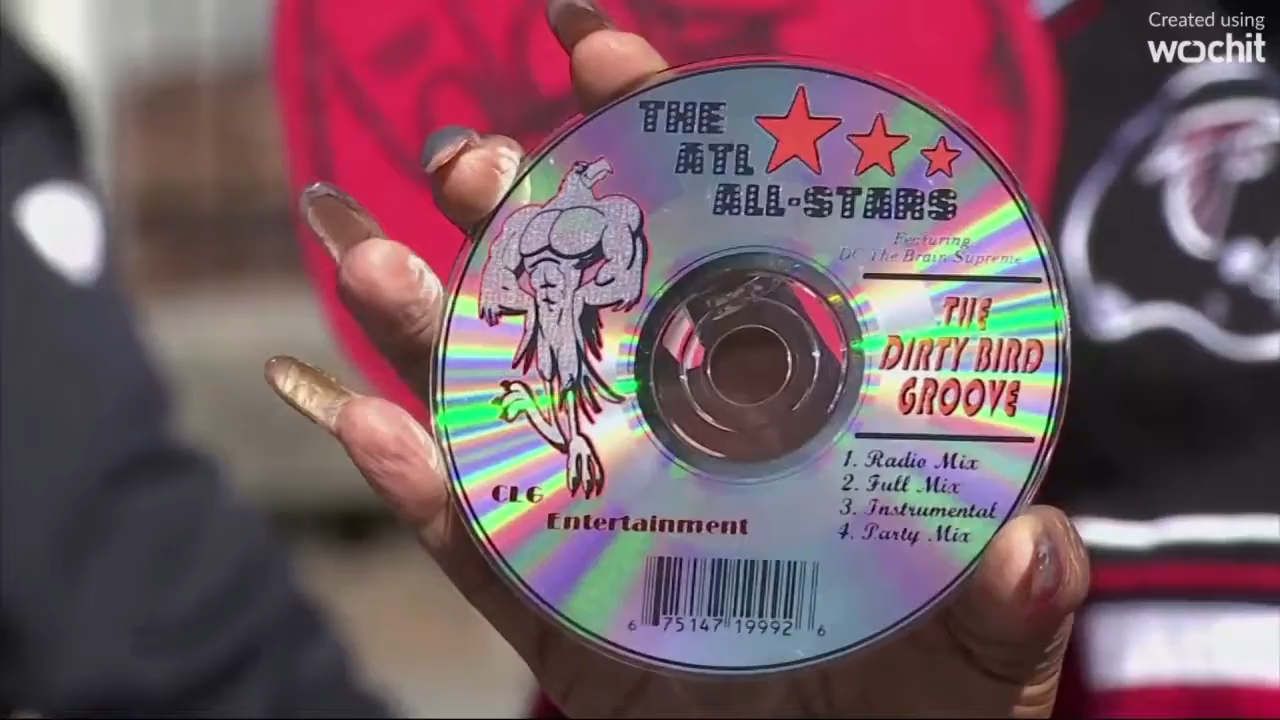 Created using
wochit
THE
ATL
ALL-STARS
Featuring
DC The Brain Supreme
THE
DIRTY BIRD
GROOVE
1. Radio Mix
2. Full Mix
3. Instrumental
4. Party Mix
CLG
Entertainment
6 75147 19992 6